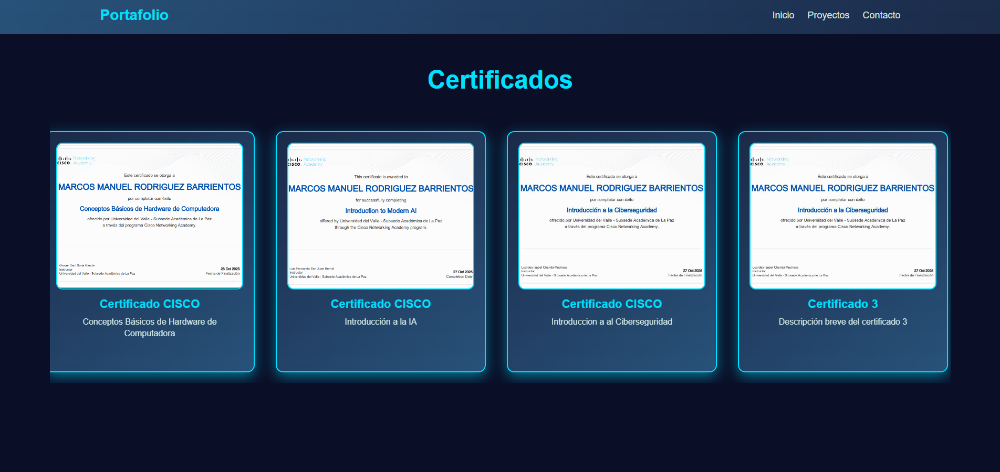 Portafolio
Inicio Proyectos Contacto
Certificados
CISCO Networking
Academy
Este certificado se otorga a
MARCOS MANUEL RODRIGUEZ BARRIENTOS
por completar con éxito
Conceptos Básicos de Hardware de Computadora
ofrecido por Universidad del Valle - Subsede Académica de La Paz
a través del programa Cisco Networking Academy.
Grover Saul Soria García
Instructor
Universidad del Valle - Subsede Académica de La Paz
28 Oct 2025
Fecha de Finalización
Certificado CISCO
Conceptos Básicos de Hardware de
Computadora
CISCO Networking
Academy
This certificate is awarded to
MARCOS MANUEL RODRIGUEZ BARRIENTOS
for successfully completing
Introduction to Modern AI
offered by Universidad del Valle - Subsede Académica de La Paz
through the Cisco Networking Academy program.
Luis Fernando San Juan Bernal
Instructor
Universidad del Valle - Subsede Académica de La Paz
27 Oct 2025
Completion Date
Certificado CISCO
Introducción a la IA
CISCO Networking
Academy
Este certificado se otorga a
MARCOS MANUEL RODRIGUEZ BARRIENTOS
por completar con éxito
Introducción a la Ciberseguridad
ofrecido por Universidad del Valle - Subsede Académica de La Paz
a través del programa Cisco Networking Academy.
Lourdes Isabel Chambi Machaca
Instructor
Universidad del Valle - Subsede Académica de La Paz
27 Oct 2025
Fecha de Finalización
Certificado CISCO
Introduccion a al Ciberseguridad
CISCO Networking
Academy
Este certificado se otorga a
MARCOS MANUEL RODRIGUEZ BARRIENTOS
por completar con éxito
Introducción a la Ciberseguridad
ofrecido por Universidad del Valle - Subsede Académica de La Paz
a través del programa Cisco Networking Academy.
Lourdes Isabel Chambi Machaca
Instructor
Universidad del Valle - Subsede Académica de La Paz
27 Oct 2025
Fecha de Finalización
Certificado 3
Descripción breve del certificado 3